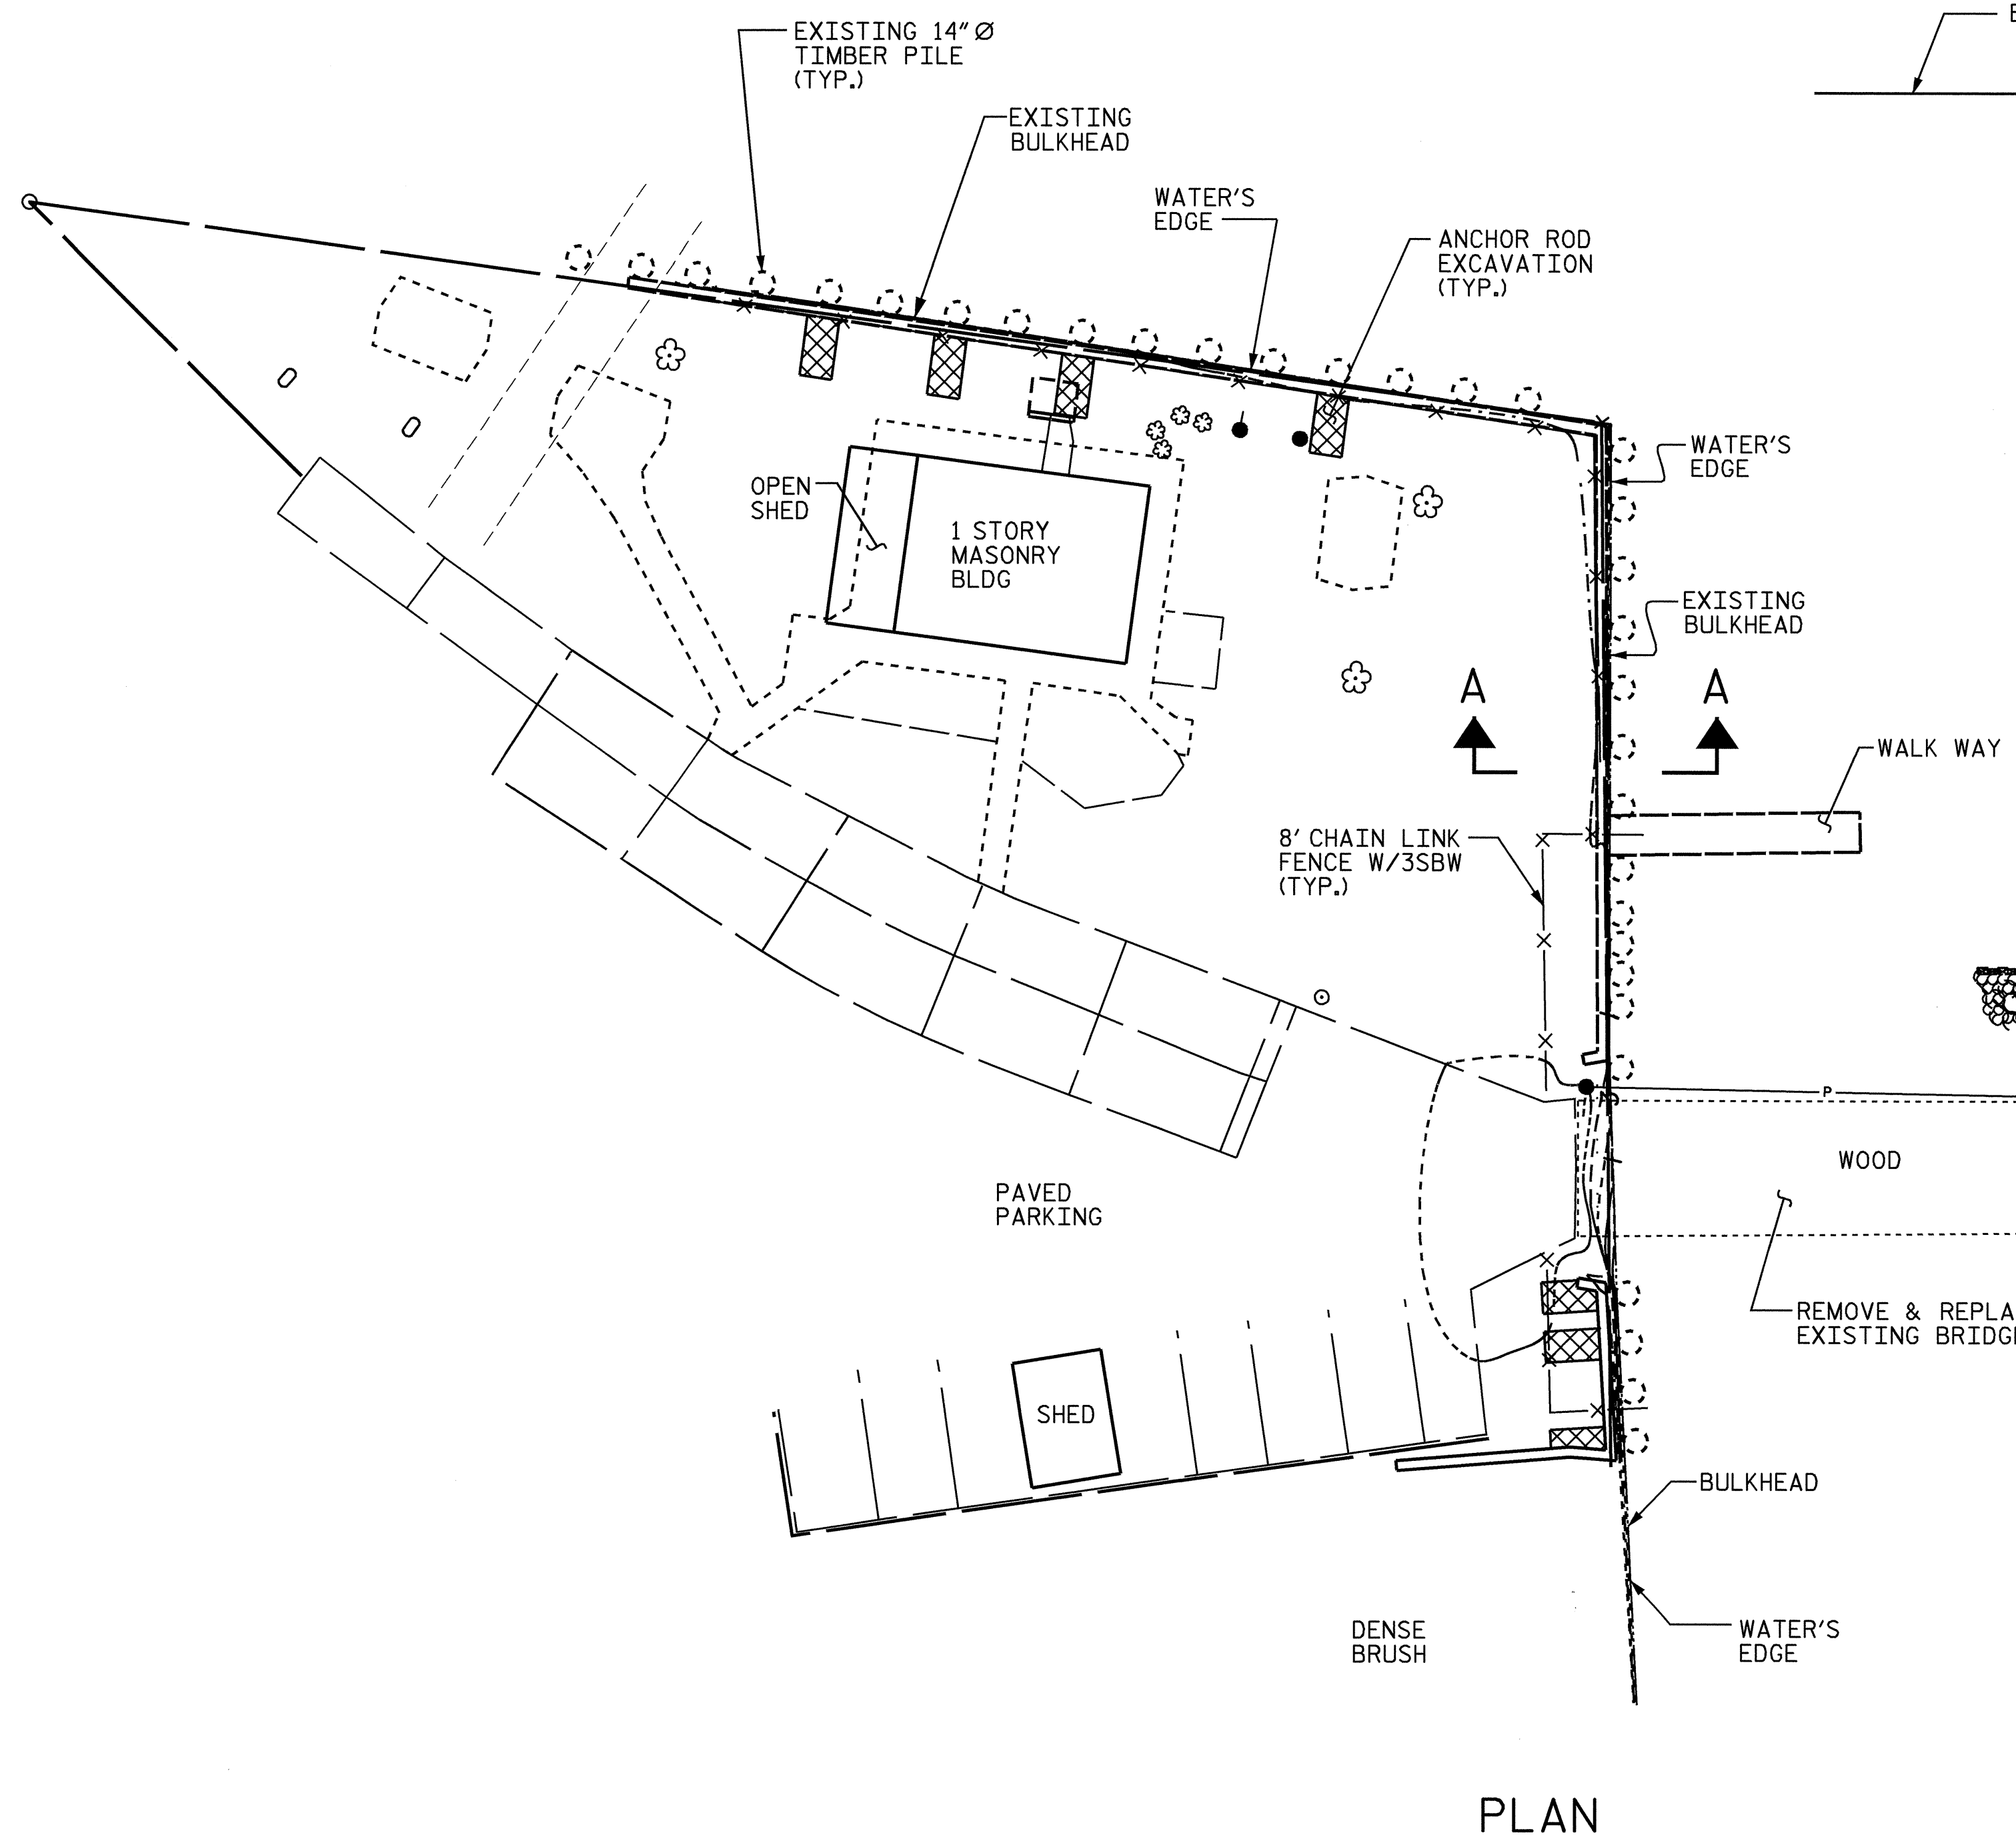 EXISTING 14"Ø
TIMBER PILE
(TYP.)
EXISTING
BULKHEAD
WATER'S
EDGE
ANCHOR ROD
EXCAVATION
(TYP.)
WATER'S
EDGE
OPEN
SHED
1 STORY
MASONRY
BLDG
EXISTING
BULKHEAD
A
A
WALK WAY
8' CHAIN LINK
FENCE W/3SBW
(TYP.)
P
WOOD
PAVED
PARKING
REMOVE & REPLA
EXISTING BRIDG
SHED
BULKHEAD
DENSE
BRUSH
WATER'S
EDGE
PLAN